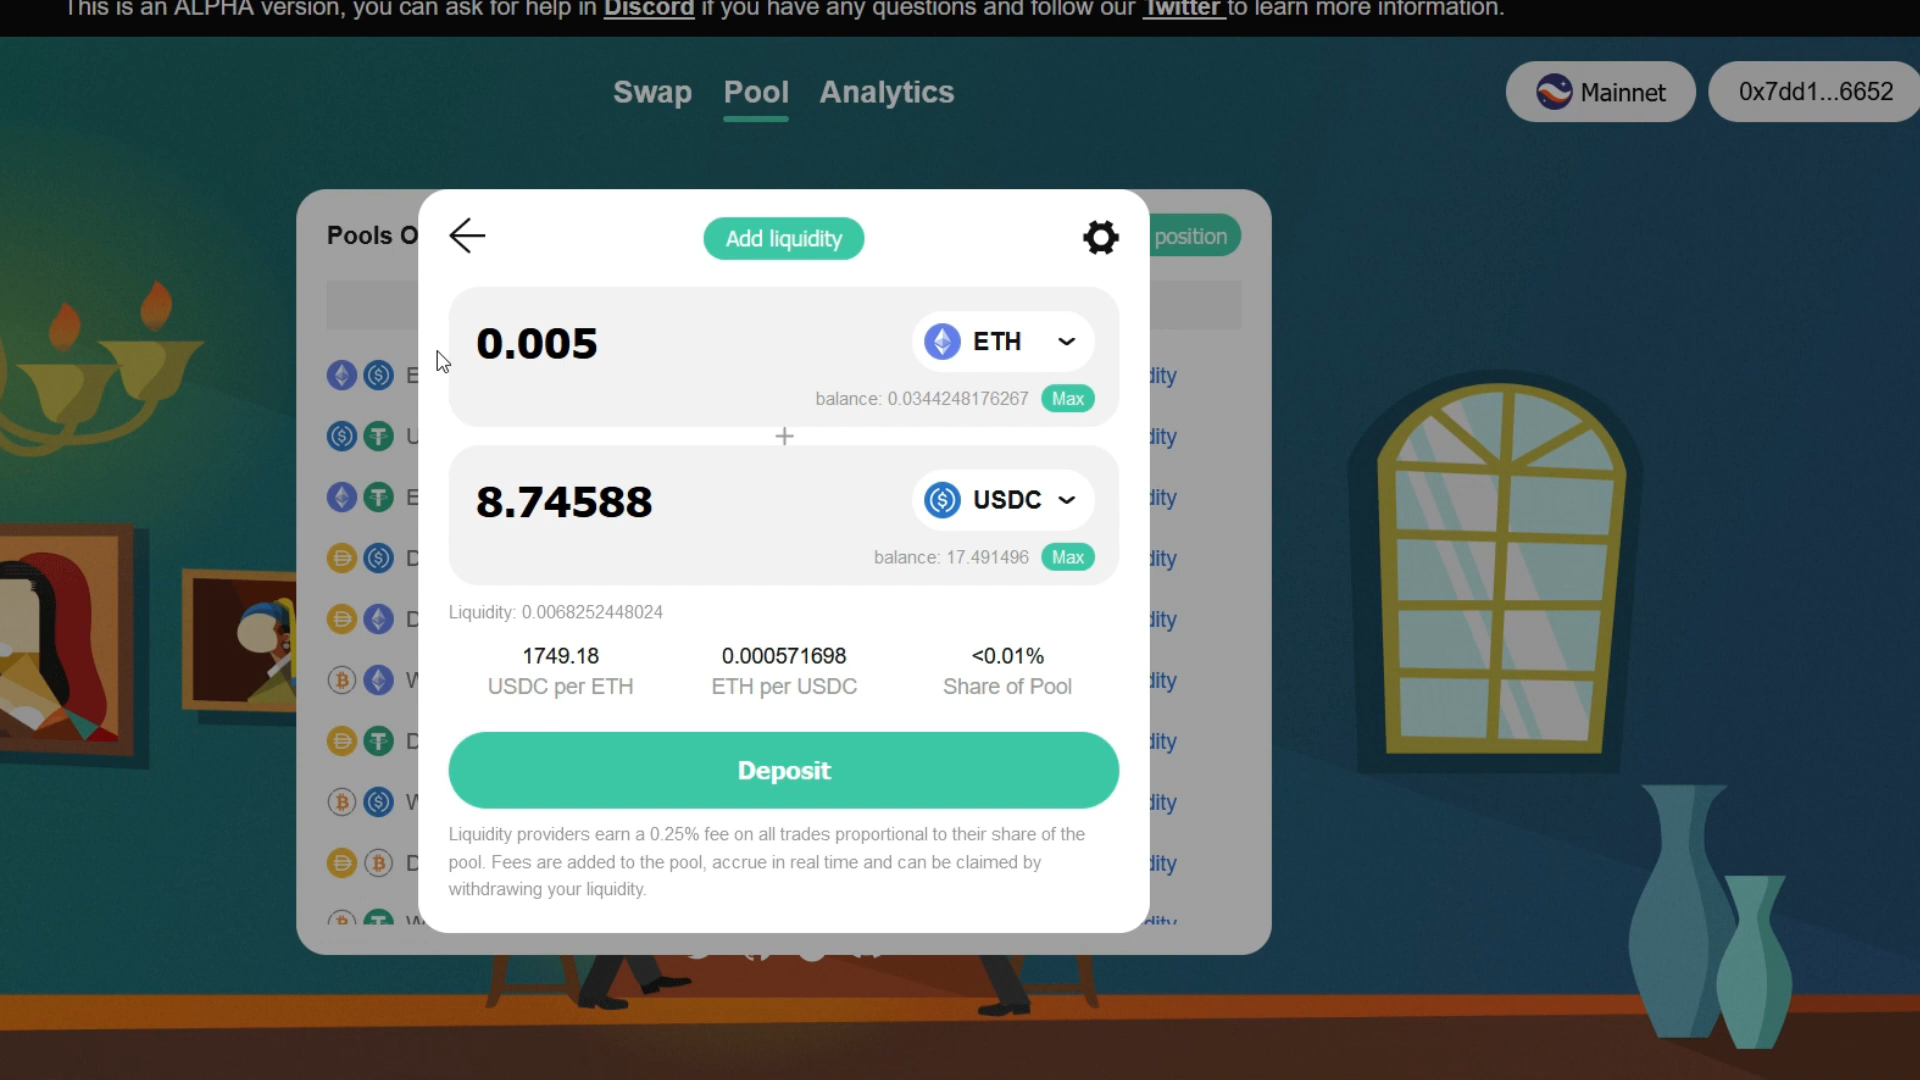 This is an ALPHA version, you can ask for help in Discord if you have any questions and follow our Twitter to learn more information.
Swap Pool Analytics
Mainnet
0x7dd1...6652
Pools O
Add liquidity
position
0.005
ETH
balance: 0.0344248176267
Max
+
8.74588
USDC
balance: 17.491496
Max
Liquidity: 0.0068252448024
1749.18
USDC per ETH
0.000571698
ETH per USDC
<0.01%
Share of Pool
Deposit
Liquidity providers earn a 0.25% fee on all trades proportional to their share of the
pool. Fees are added to the pool, accrue in real time and can be claimed by
withdrawing your liquidity.